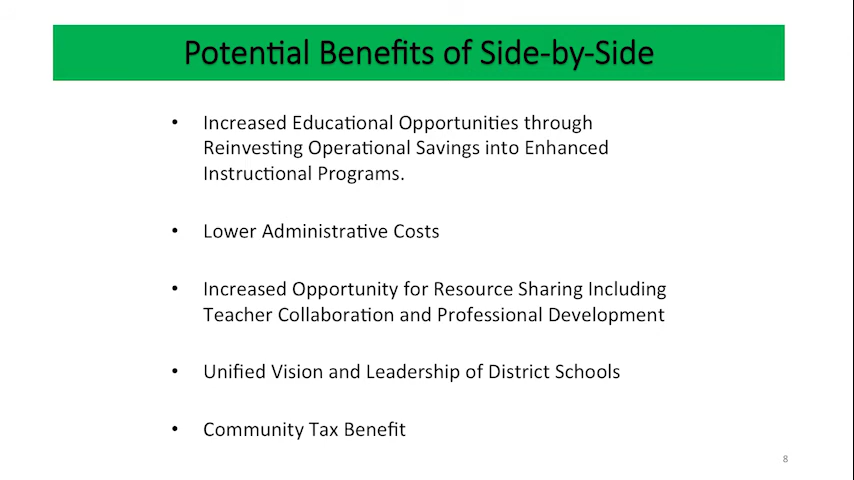 Potential Benefits of Side-by-Side
• Increased Educational Opportunities through
Reinvesting Operational Savings into Enhanced
Instructional Programs.
• Lower Administrative Costs
• Increased Opportunity for Resource Sharing Including
Teacher Collaboration and Professional Development
• Unified Vision and Leadership of District Schools
• Community Tax Benefit
8